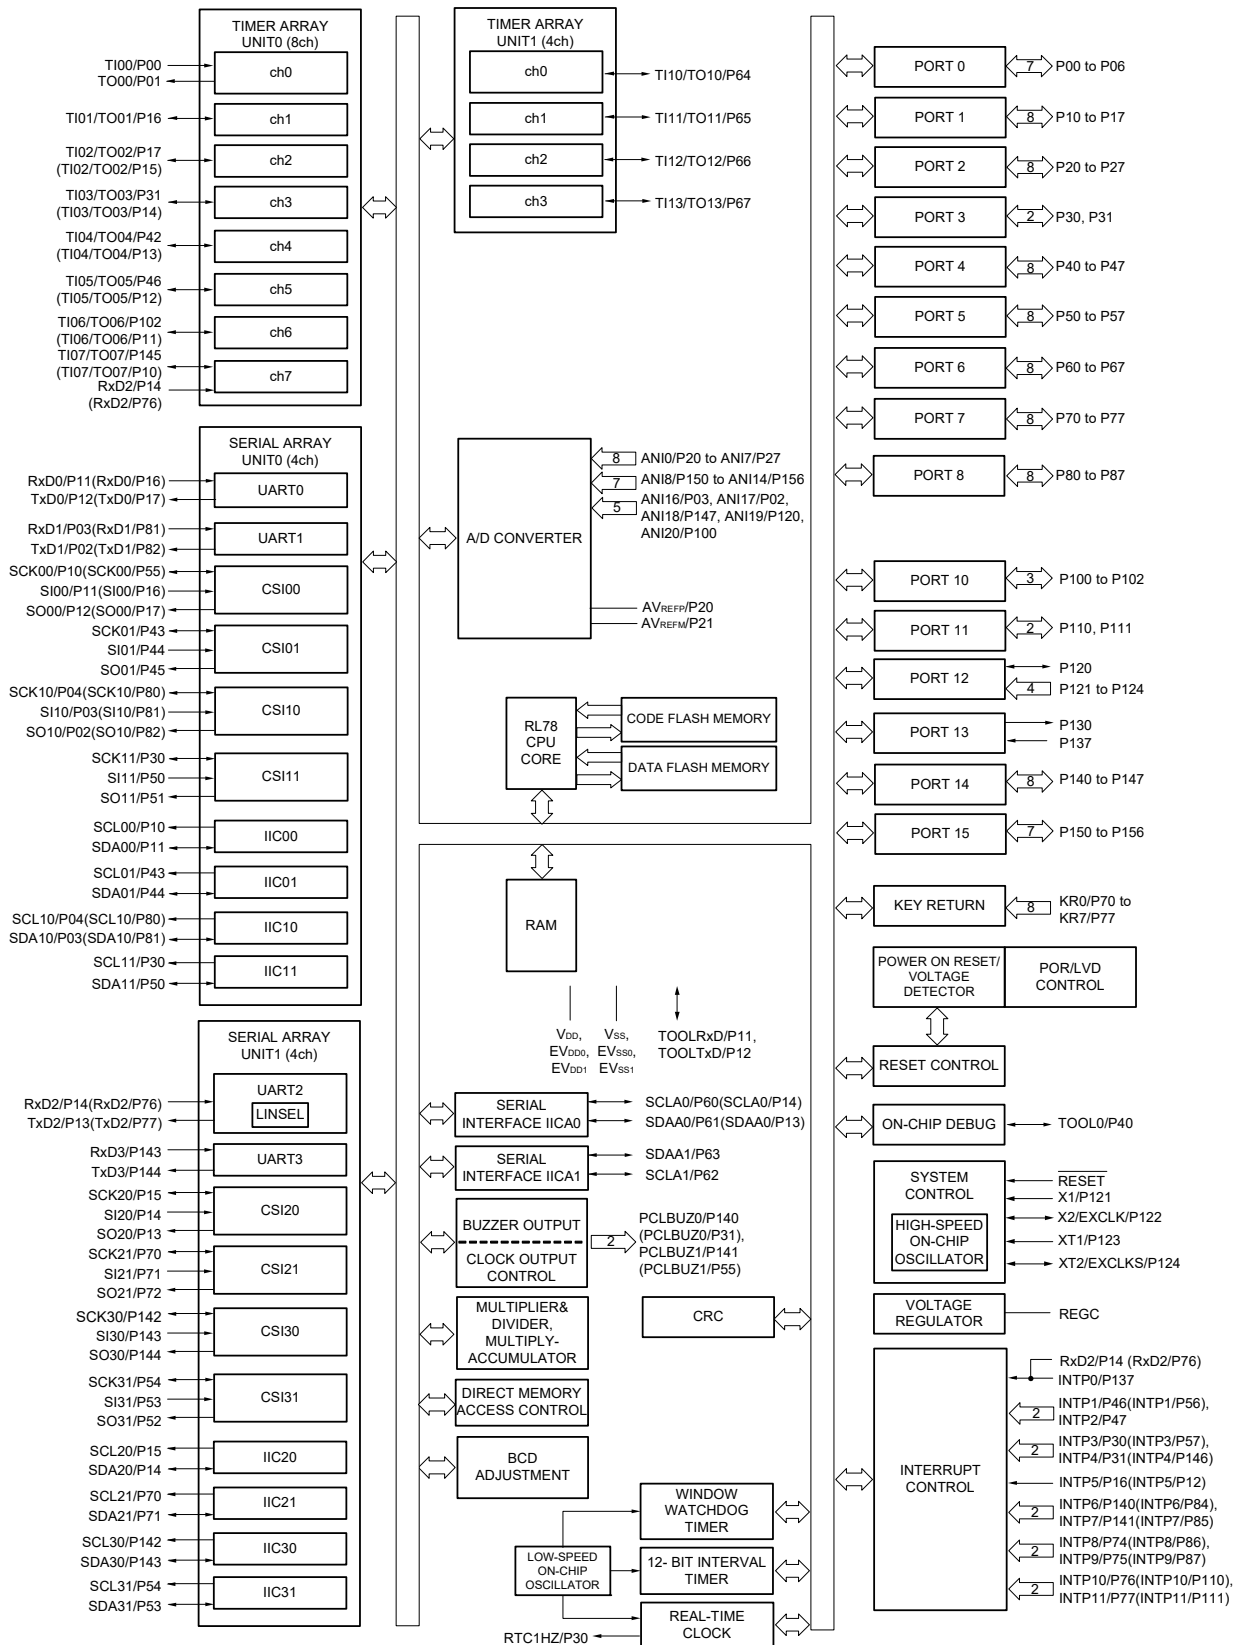 TIMER ARRAY
UNIT0 (8ch)
ch0
TI00/P00
TO00/P01
ch1
TI01/TO01/P16
ch2
TI02/TO02/P17
(TI02/TO02/P15)
ch3
TI03/TO03/P31
(TI03/TO03/P14)
ch4
TI04/TO04/P42
(TI04/TO04/P13)
ch5
TI05/TO05/P46
(TI05/TO05/P12)
ch6
TI06/TO06/P102
(TI06/TO06/P11)
ch7
TI07/TO07/P145
(TI07/TO07/P10)
RxD2/P14
(RxD2/P76)
SERIAL ARRAY
UNIT0 (4ch)
UART0
RxD0/P11(RxD0/P16)
TxD0/P12(TxD0/P17)
UART1
RxD1/P03(RxD1/P81)
TxD1/P02(TxD1/P82)
CSI00
SCK00/P10(SCK00/P55)
SI00/P11(SI00/P16)
SO00/P12(SO00/P17)
CSI01
SCK01/P43
SI01/P44
SO01/P45
CSI10
SCK10/P04(SCK10/P80)
SI10/P03(SI10/P81)
SO10/P02(SO10/P82)
CSI11
SCK11/P30
SI11/P50
SO11/P51
IIC00
SCL00/P10
SDA00/P11
IIC01
SCL01/P43
SDA01/P44
IIC10
SCL10/P04(SCL10/P80)
SDA10/P03(SDA10/P81)
IIC11
SCL11/P30
SDA11/P50
SERIAL ARRAY
UNIT1 (4ch)
UART2
LINSEL
RxD2/P14(RxD2/P76)
TxD2/P13(TxD2/P77)
UART3
RxD3/P143
TxD3/P144
CSI20
SCK20/P15
SI20/P14
SO20/P13
CSI21
SCK21/P70
SI21/P71
SO21/P72
CSI30
SCK30/P142
SI30/P143
SO30/P144
CSI31
SCK31/P54
SI31/P53
SO31/P52
IIC20
SCL20/P15
SDA20/P14
IIC21
SCL21/P70
SDA21/P71
IIC30
SCL30/P142
SDA30/P143
IIC31
SCL31/P54
SDA31/P53
TIMER ARRAY
UNIT1 (4ch)
ch0
TI10/TO10/P64
ch1
TI11/TO11/P65
ch2
TI12/TO12/P66
ch3
TI13/TO13/P67
A/D CONVERTER
8 ANI0/P20 to ANI7/P27
7 ANI8/P150 to ANI14/P156
5 ANI16/P03, ANI17/P02,
ANI18/P147, ANI19/P120,
ANI20/P100
AVREFP/P20
AVREFM/P21
RL78
CPU
CORE
CODE FLASH MEMORY
DATA FLASH MEMORY
RAM
VDD,
EVDD0,
EVDD1
VSS,
EVSS0,
EVSS1
TOOLRxD/P11,
TOOLTxD/P12
SERIAL
INTERFACE IICA0
SCLA0/P60(SCLA0/P14)
SDAA0/P61(SDAA0/P13)
SERIAL
INTERFACE IICA1
SDAA1/P63
SCLA1/P62
BUZZER OUTPUT
CLOCK OUTPUT
CONTROL
2
PCLBUZ0/P140
(PCLBUZ0/P31),
PCLBUZ1/P141
(PCLBUZ1/P55)
MULTIPLIER&
DIVIDER,
MULTIPLY-
ACCUMULATOR
CRC
DIRECT MEMORY
ACCESS CONTROL
BCD
ADJUSTMENT
WINDOW
WATCHDOG
TIMER
LOW-SPEED
ON-CHIP
OSCILLATOR
12- BIT INTERVAL
TIMER
REAL-TIME
CLOCK
RTC1HZ/P30
PORT 0 7 P00 to P06
PORT 1 8 P10 to P17
PORT 2 8 P20 to P27
PORT 3 2 P30, P31
PORT 4 8 P40 to P47
PORT 5 8 P50 to P57
PORT 6 8 P60 to P67
PORT 7 8 P70 to P77
PORT 8 8 P80 to P87
PORT 10 3 P100 to P102
PORT 11 2 P110, P111
PORT 12
P120
4 P121 to P124
PORT 13
P130
P137
PORT 14 8 P140 to P147
PORT 15 7 P150 to P156
KEY RETURN 8
KR0/P70 to
KR7/P77
POWER ON RESET/
VOLTAGE
DETECTOR
POR/LVD
CONTROL
RESET CONTROL
ON-CHIP DEBUG
TOOL0/P40
SYSTEM
CONTROL
HIGH-SPEED
ON-CHIP
OSCILLATOR
RESET
X1/P121
X2/EXCLK/P122
XT1/P123
XT2/EXCLKS/P124
VOLTAGE
REGULATOR
REGC
INTERRUPT
CONTROL
RxD2/P14 (RxD2/P76)
INTP0/P137
2 INTP1/P46(INTP1/P56),
INTP2/P47
2 INTP3/P30(INTP3/P57),
INTP4/P31(INTP4/P146)
INTP5/P16(INTP5/P12)
2 INTP6/P140(INTP6/P84),
INTP7/P141(INTP7/P85)
2 INTP8/P74(INTP8/P86),
INTP9/P75(INTP9/P87)
2 INTP10/P76(INTP10/P110),
INTP11/P77(INTP11/P111)